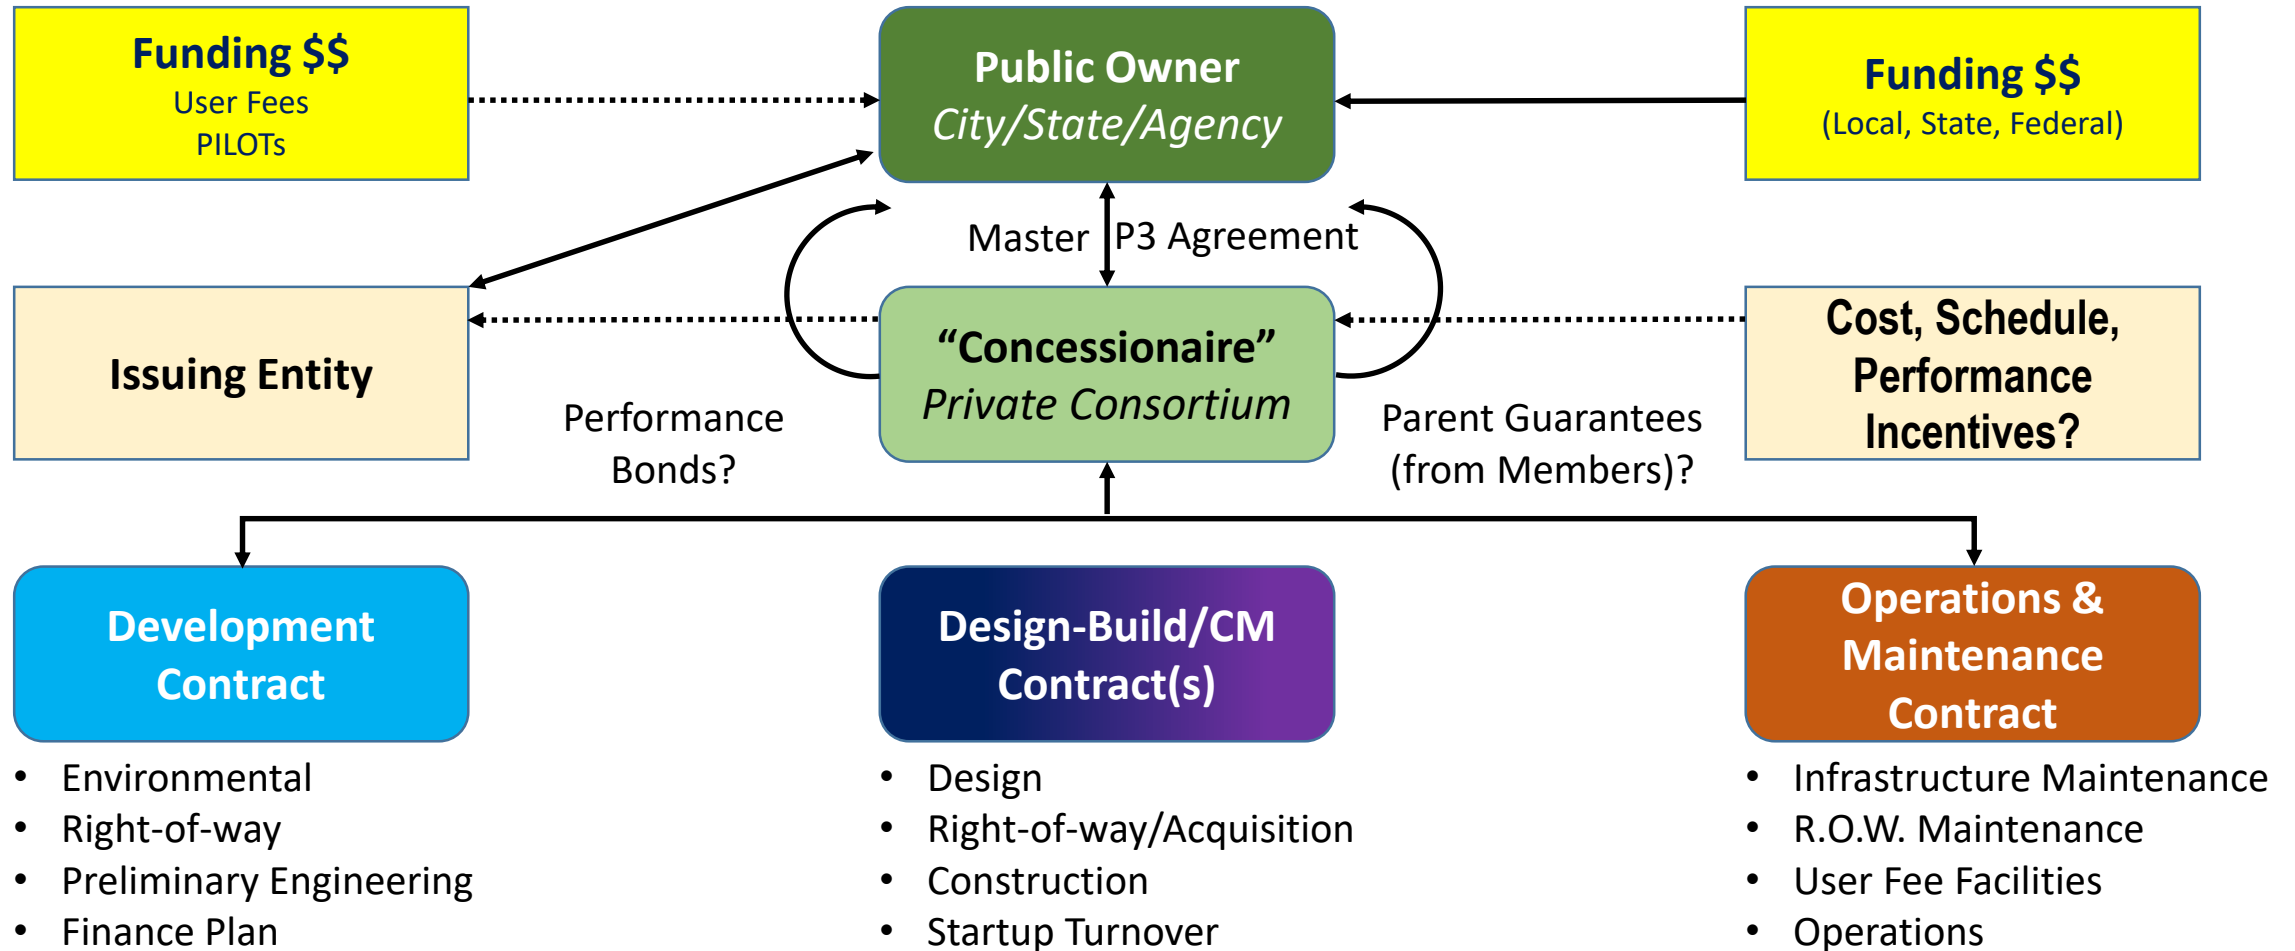 Funding $$
User Fees
PILOTs
Public Owner
City/State/Agency
Funding $$
(Local, State, Federal)
Master P3 Agreement
Issuing Entity
“Concessionaire”
Private Consortium
Cost, Schedule,
Performance
Incentives?
Performance
Bonds?
Parent Guarantees
(from Members)?
Development
Contract
• Environmental
• Right-of-way
• Preliminary Engineering
• Finance Plan
Design-Build/CM
Contract(s)
• Design
• Right-of-way/Acquisition
• Construction
• Startup Turnover
Operations &
Maintenance
Contract
• Infrastructure Maintenance
• R.O.W. Maintenance
• User Fee Facilities
• Operations